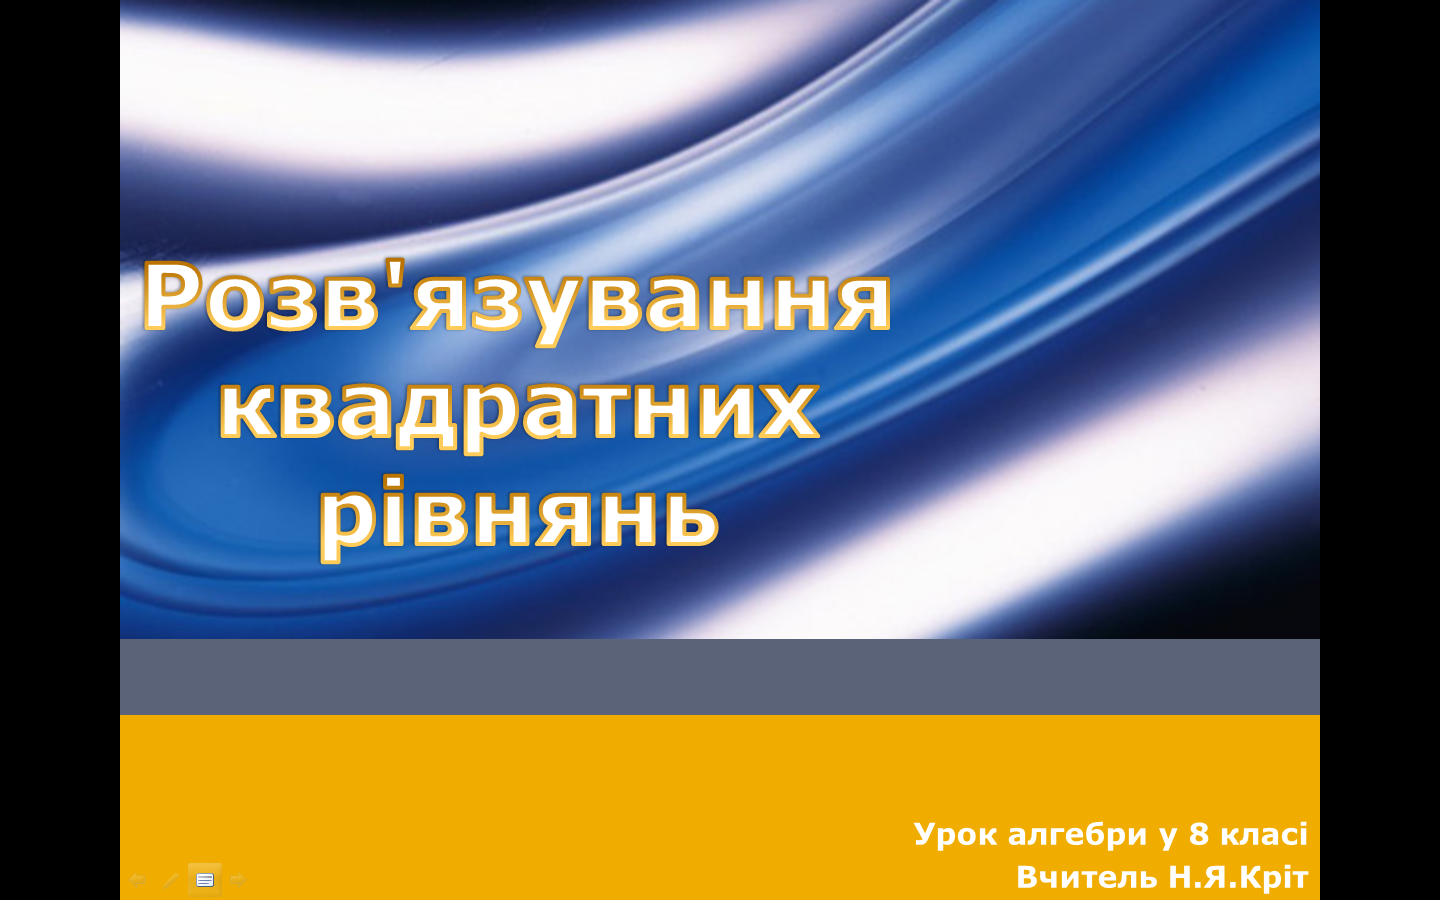 Розв'язування
квадратних
рівнянь
Урок алгебри у 8 класі
Вчитель Н.Я.Кріт